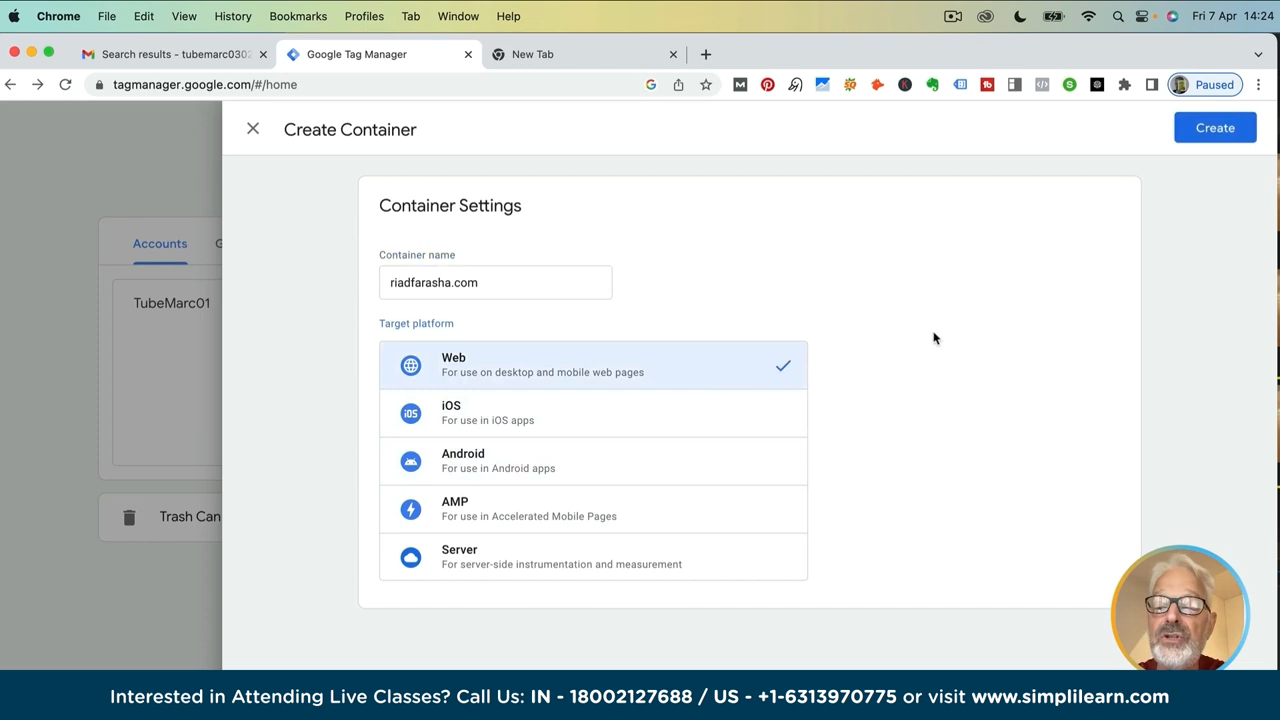 Chrome File Edit View History Bookmarks Profiles Tab Window Help Fri 7 Apr 14:24
Search results - tubemarc030 Google Tag Manager New Tab
tagmanager.google.com/#/home Paused
Create Container Create
Container Settings
Accounts
Container name
riadfarasha.com
TubeMarc01
Target platform
Web
For use on desktop and mobile web pages
iOS
iOS
For use in iOS apps
Android
For use in Android apps
AMP
For use in Accelerated Mobile Pages
Trash Can
Server
For server-side instrumentation and measurement
Interested in Attending Live Classes? Call Us: IN - 18002127688 / US - +1-6313970775 or visit www.simplilearn.com